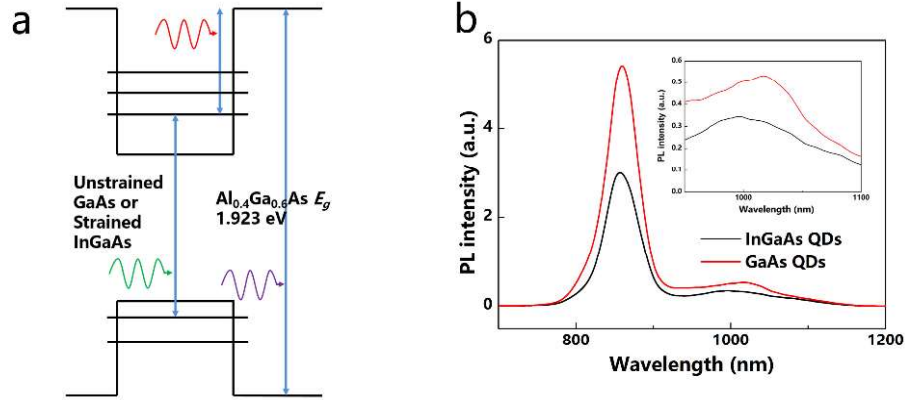 a
Unstrained
GaAs or
Strained
InGaAs
Al0.4Ga0.6As Eg
1.923 eV
b
PL intensity (a.u.)
6
4
2
0
800
1000
1200
Wavelength (nm)
InGaAs QDs
GaAs QDs
PL intensity (a.u.)
0.6
0.5
0.4
0.3
0.2
0.1
0.0
1000
1100
Wavelength (nm)